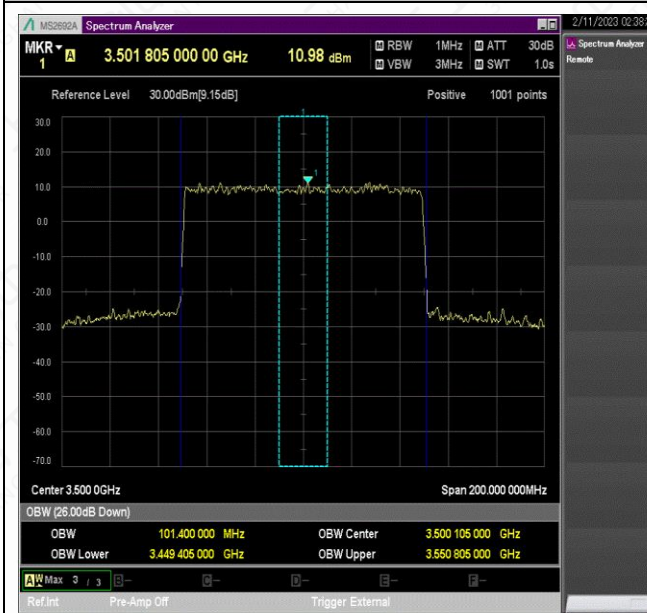 MS2692A Spectrum Analyzer 2/11/2023 02:38:
MKR 1 A 3.501 805 000 00 GHz 10.98 dBm M RBW 1MHz M ATT 30dB
M VBW 3MHz M SWT 1.0s
Spectrum Analyzer
Remote
Reference Level 30.00dBm[9.15dB] Positive 1001 points
1
30.0
20.0
10.0
1
0.0
-10.0
-20.0
-30.0
-40.0
-50.0
-60.0
-70.0
Center 3.500 0GHz Span 200.000 000MHz
OBW (26.00dB Down)
OBW 101.400 000 MHz OBW Center 3.500 105 000 GHz
OBW Lower 3.449 405 000 GHz OBW Upper 3.550 805 000 GHz
A W Max 3 / 3 B- C- D- E- F-
Ref.Int Pre-Amp Off Trigger External